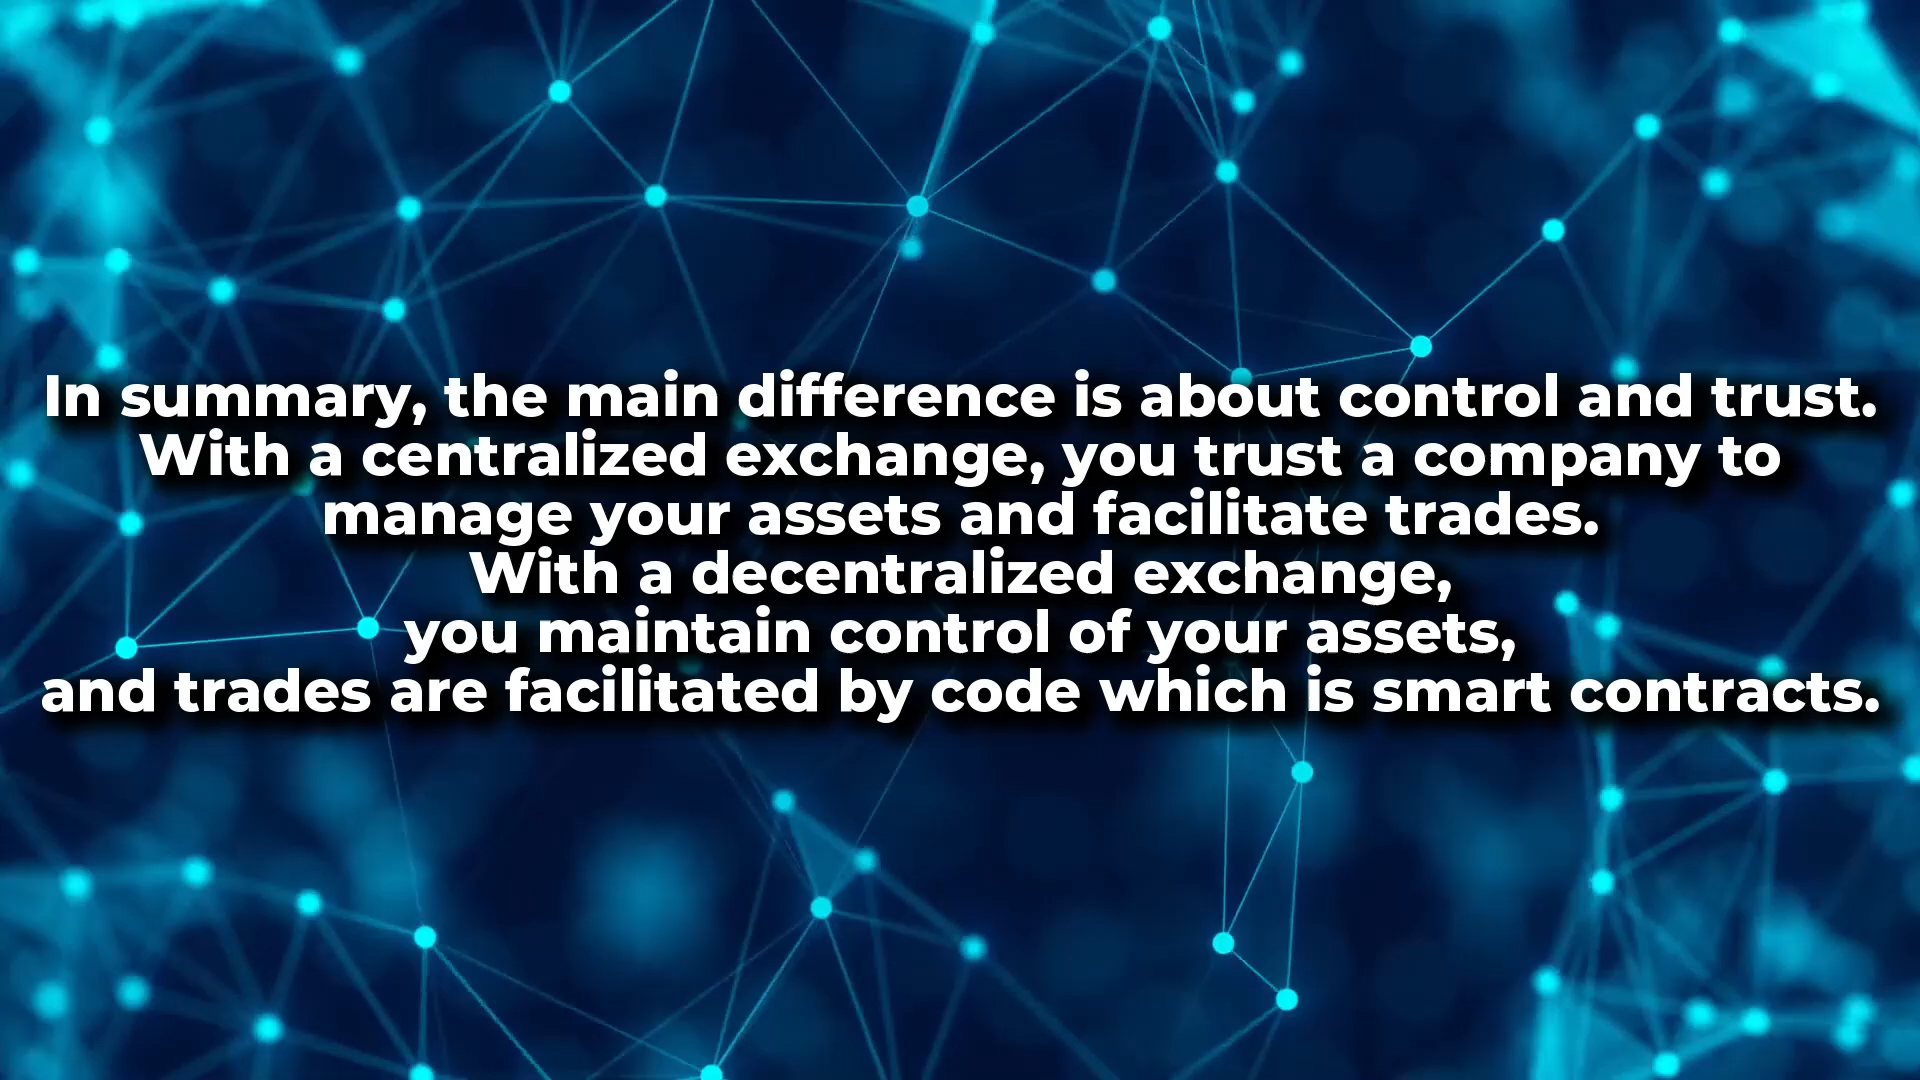 In summary, the main difference is about control and trust.
With a centralized exchange, you trust a company to
manage your assets and facilitate trades.
With a decentralized exchange,
you maintain control of your assets,
and trades are facilitated by code which is smart contracts.